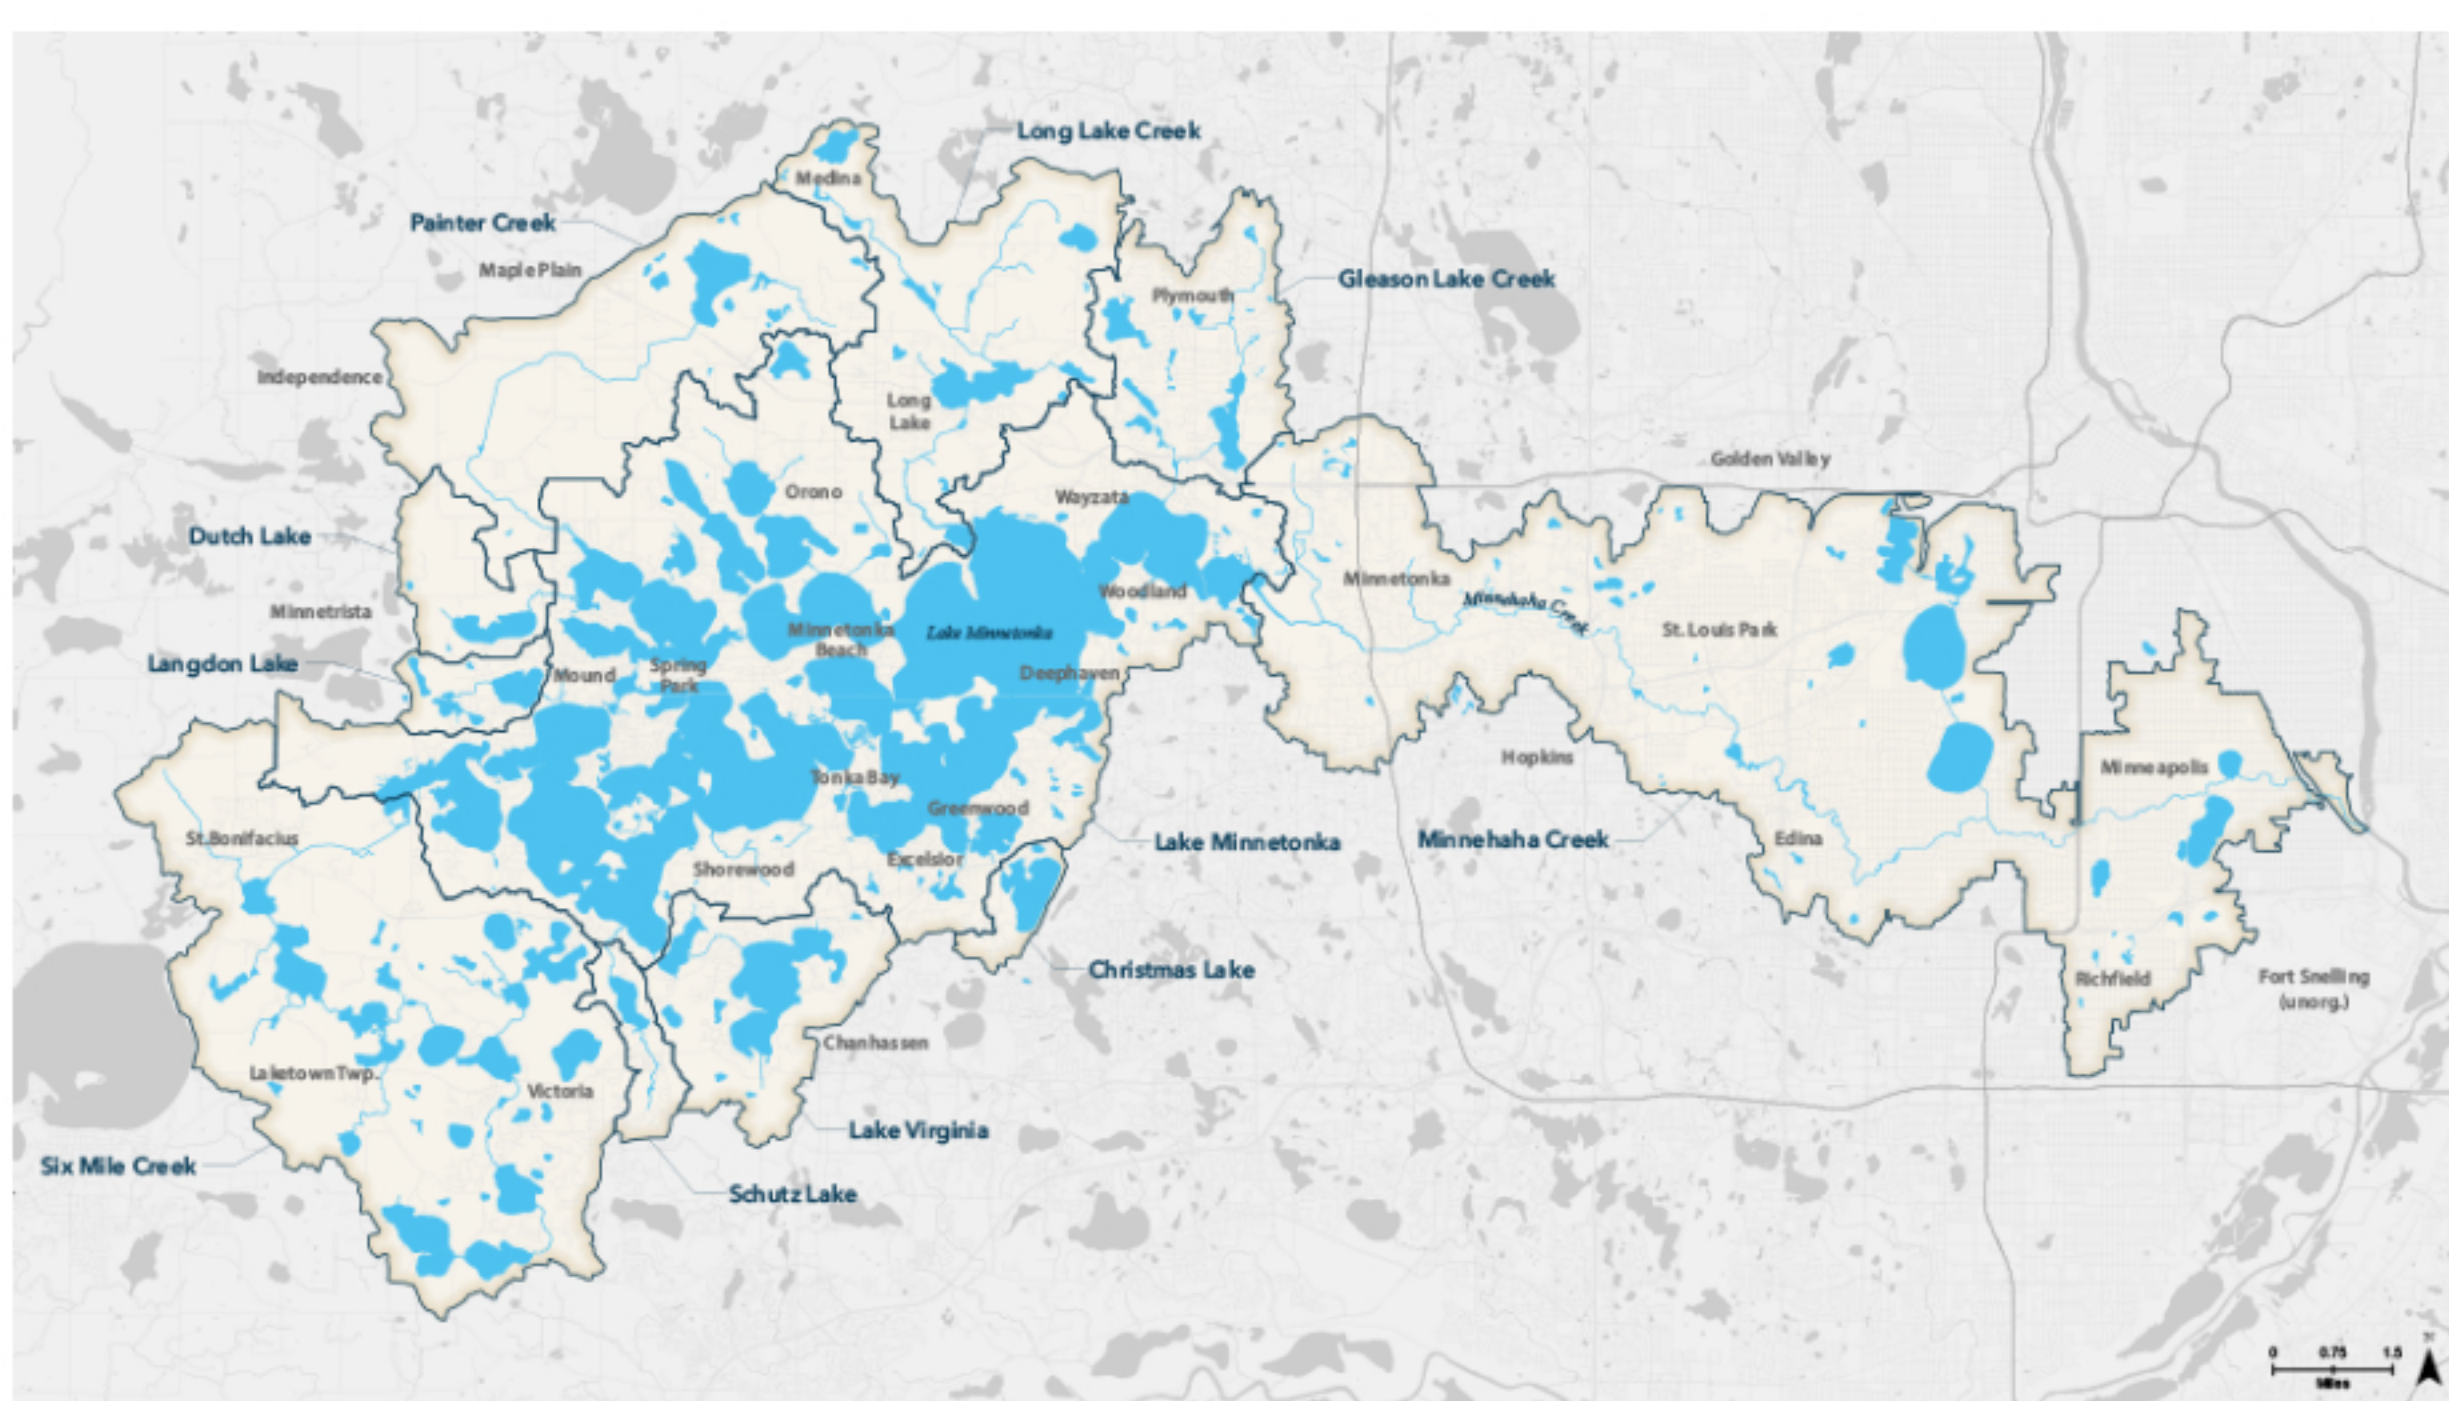 Long Lake Creek
Medina
Painter Creek
Maple Plain
Gleason Lake Creek
Plymouth
Independence
Long
Lake
Golden Valley
Orono
Wayzata
Dutch Lake
Minnetonka
Woodland
Minnehaha Creek
Minnetrista
Minnetonka
Beach
Lake Minnetonka
St. Louis Park
Langdon Lake
Mound
Spring
Park
Deephaven
Hopkins
Minneapolis
Tonka Bay
Greenwood
St. Bonifacius
Lake Minnetonka
Minnehaha Creek
Edina
Shorewood
Excelsior
Christmas Lake
Richfield
Fort Snelling
(unorg.)
Chanhassen
Laketown Twp.
Victoria
Lake Virginia
Six Mile Creek
Schutz Lake
0 0.75 1.5
Miles
N